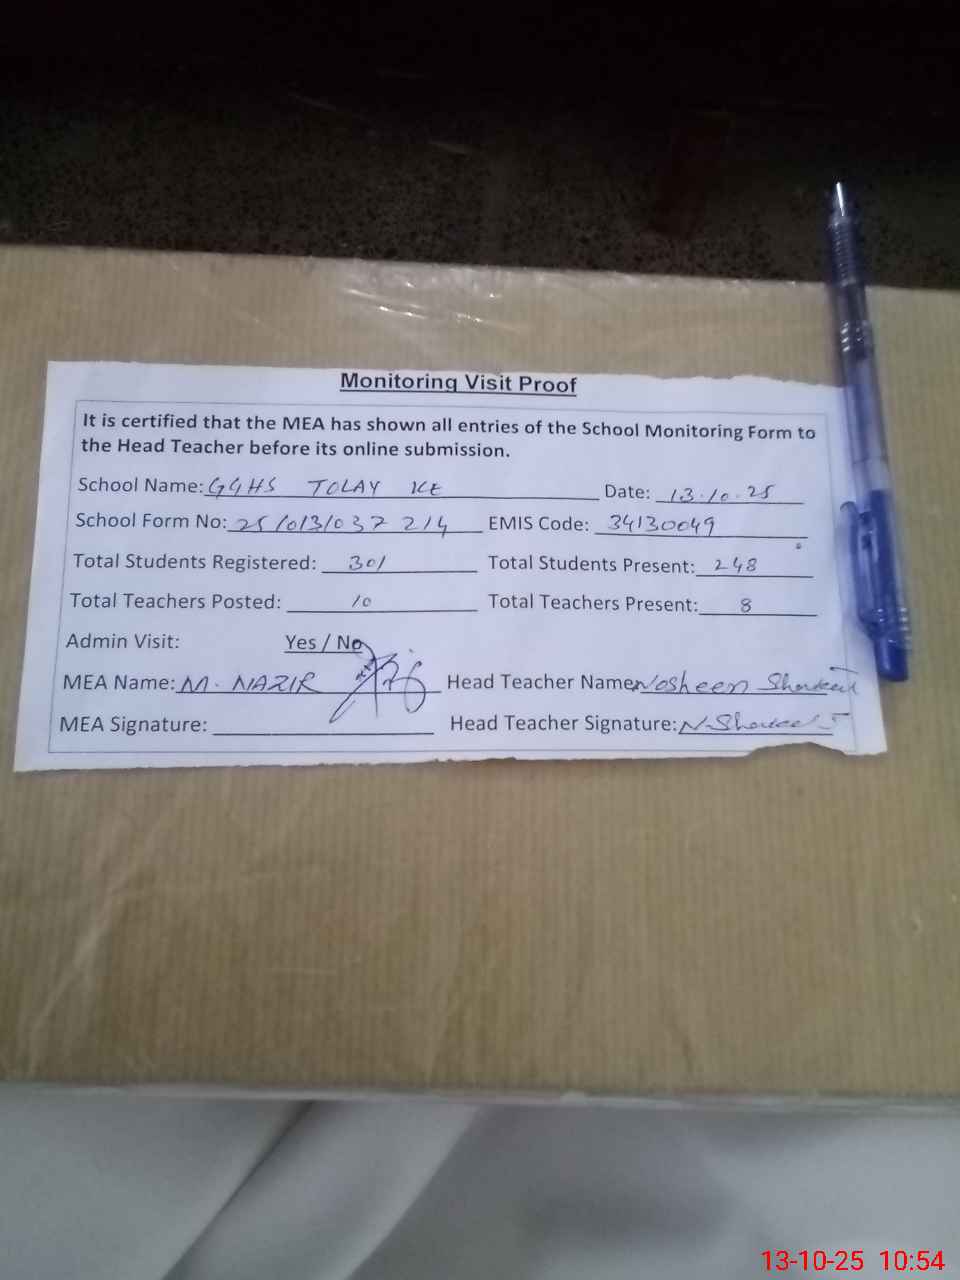 Monitoring Visit Proof
It is certified that the MEA has shown all entries of the School Monitoring Form to
the Head Teacher before its online submission.
School Name: GGHS TOLAY KE Date: 13.10.25
School Form No: 25/013/037 214 EMIS Code: 34130049
Total Students Registered: 301 Total Students Present: 248
Total Teachers Posted: 10 Total Teachers Present: 8
Admin Visit: Yes / No
MEA Name: M. NAZIR Head Teacher Name Nosheen Shoukat
MEA Signature: Head Teacher Signature:
13-10-25 10:54